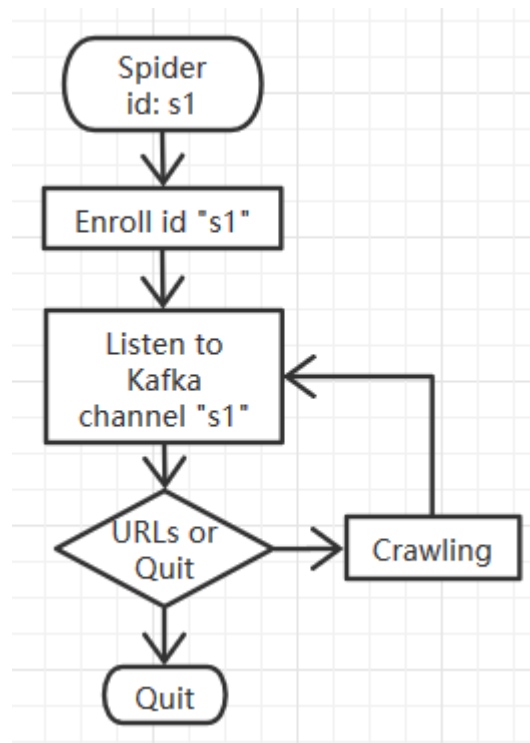 Spider
id: s1
Enroll id "s1"
Listen to
Kafka
channel "s1"
URLs or
Quit
Crawling
Quit